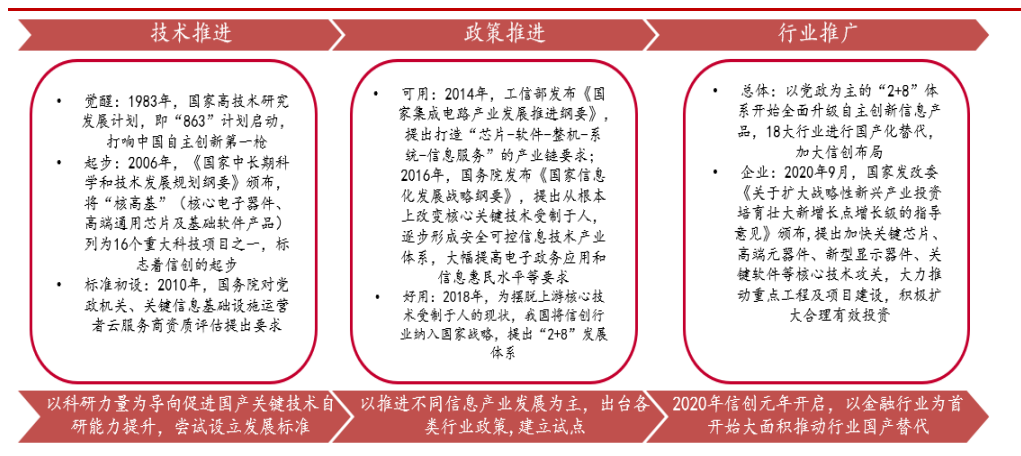 技术推进
政策推进
行业推广
• 觉醒：1983年，国家高技术研究
发展计划，即“863”计划启动，
打响中国自主创新第一枪
• 起步：2006年，《国家中长期科
学和技术发展规划纲要》颁布，
将“核高基”（核心电子器件、
高端通用芯片及基础软件产品）
列为16个重大科技项目之一，标
志着信创的起步
• 标准初设：2010年，国务院对党
政机关、关键信息基础设施运营
者云服务商资质评估提出要求
• 可用：2014年，工信部发布《国
家集成电路产业发展推进纲要》，
提出打造“芯片-软件-整机-系
统-信息服务”的产业链要求；
2016年，国务院发布《国家信息
化发展战略纲要》，提出从根本
上改变核心关键技术受制于人，
逐步形成安全可控信息技术产业
体系，大幅提高电子政务应用和
信息惠民水平等要求
• 好用：2018年，为摆脱上游核心技
术受制于人的现状，我国将信创行
业纳入国家战略，提出“2+8”发展
体系
• 总体：以党政为主的“2+8”体
系开始全面升级自主创新信息产
品，18大行业进行国产化替代，
加大信创布局
• 企业：2020年9月，国家发改委
《关于扩大战略性新兴产业投资
培育壮大新增长点增长级的指导
意见》颁布,提出加快关键芯片、
高端元器件、新型显示器件、关
键软件等核心技术攻关，大力推
动重点工程及项目建设，积极扩
大合理有效投资
以科研力量为导向促进国产关键技术自
研能力提升，尝试设立发展标准
以推进不同信息产业发展为主，出台各
类行业政策,建立试点
2020年信创元年开启，以金融行业为首
开始大面积推动行业国产替代